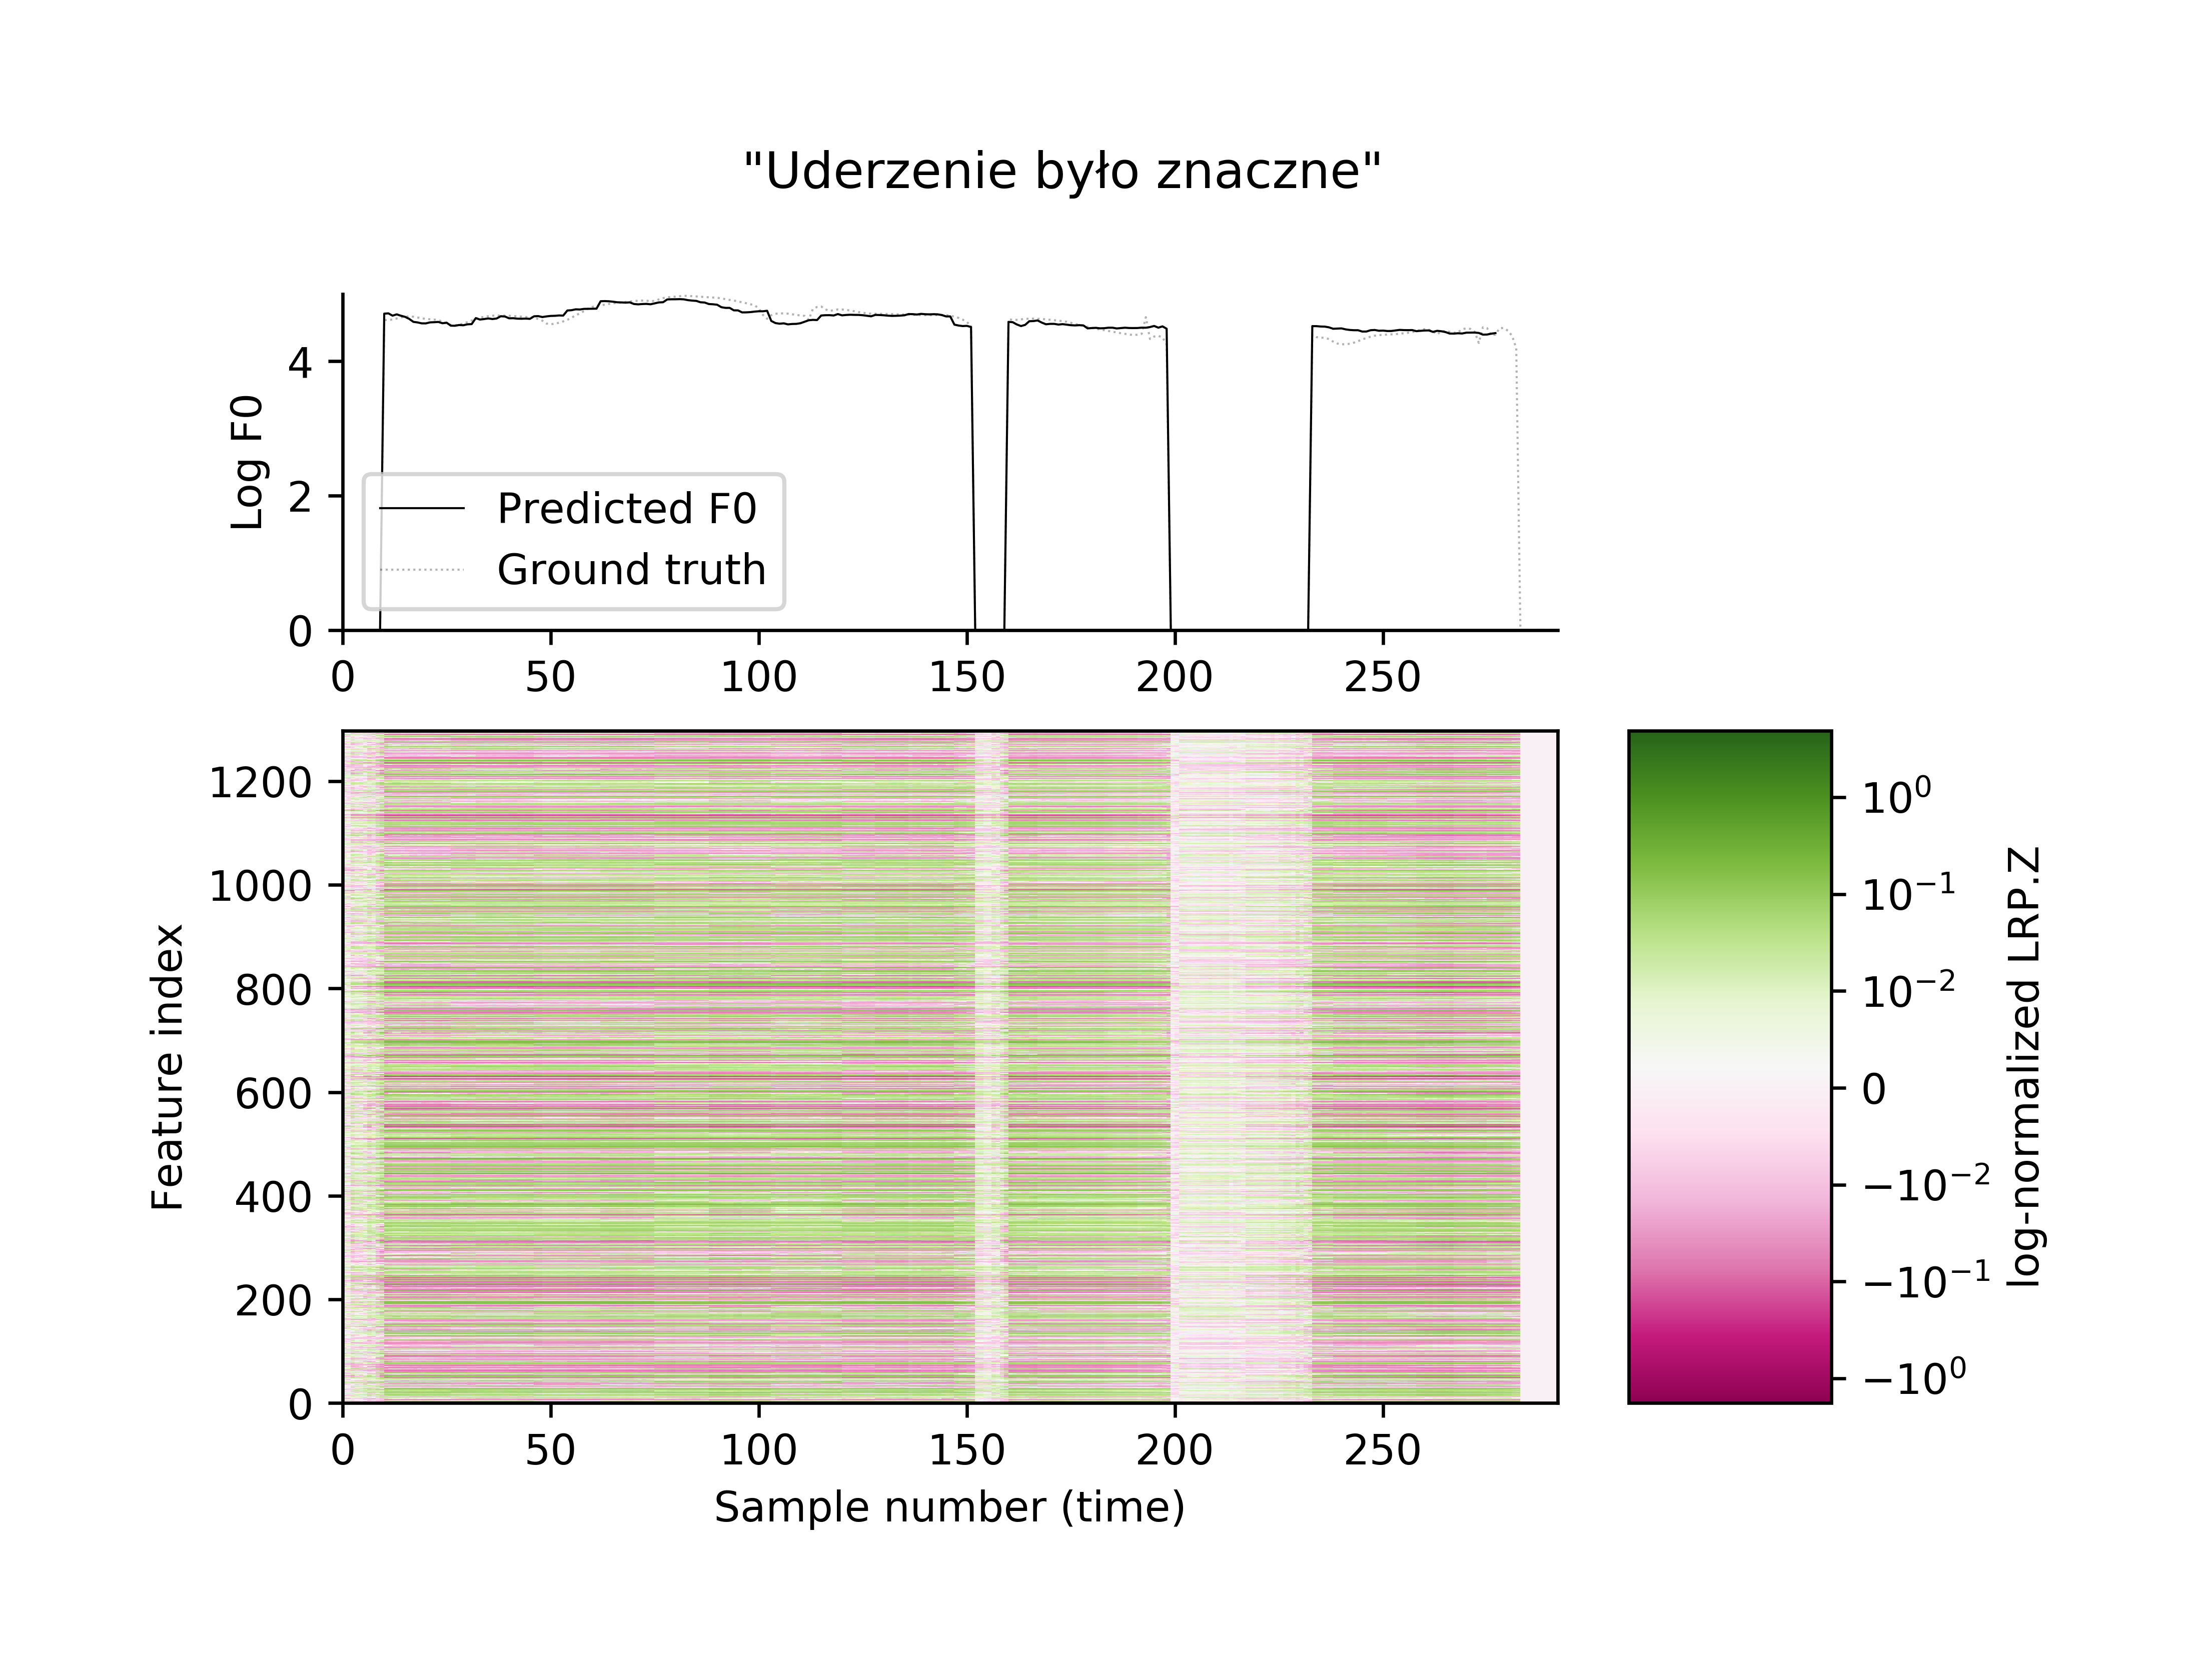 "Uderzenie było znaczne"
Log F0
4
2
0
Predicted F0
Ground truth
0 50 100 150 200 250
Feature index
1200
1000
800
600
400
200
0
0 50 100 150 200 250
Sample number (time)
10⁰
10⁻¹
10⁻²
0
−10⁻²
−10⁻¹
−10⁰
log-normalized LRP.Z